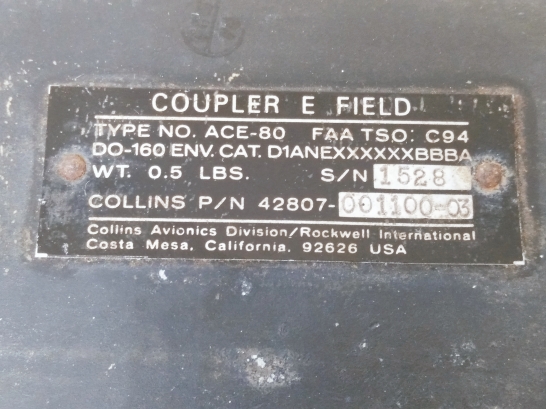 COUPLER E FIELD
TYPE NO. ACE-80 FAA TSO: C94
DO-160 ENV. CAT. D1ANEXXXXXXBBBA
WT. 0.5 LBS. S/N 1528
COLLINS P/N 42807-001100-03
Collins Avionics Division/Rockwell International
Costa Mesa, California, 92626 USA